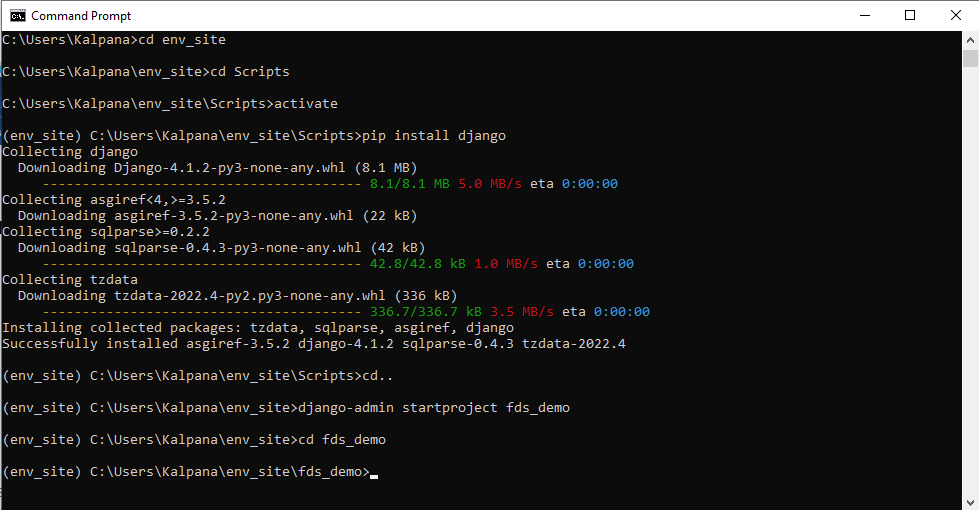 Command Prompt
C:\Users\Kalpana>cd env_site
C:\Users\Kalpana\env_site>cd Scripts
C:\Users\Kalpana\env_site\Scripts>activate
(env_site) C:\Users\Kalpana\env_site\Scripts>pip install django
Collecting django
  Downloading Django-4.1.2-py3-none-any.whl (8.1 MB)
     ---------------------------------------- 8.1/8.1 MB 5.0 MB/s eta 0:00:00
Collecting asgiref<4,>=3.5.2
  Downloading asgiref-3.5.2-py3-none-any.whl (22 kB)
Collecting sqlparse>=0.2.2
  Downloading sqlparse-0.4.3-py3-none-any.whl (42 kB)
     ---------------------------------------- 42.8/42.8 kB 1.0 MB/s eta 0:00:00
Collecting tzdata
  Downloading tzdata-2022.4-py2.py3-none-any.whl (336 kB)
     ---------------------------------------- 336.7/336.7 kB 3.5 MB/s eta 0:00:00
Installing collected packages: tzdata, sqlparse, asgiref, django
Successfully installed asgiref-3.5.2 django-4.1.2 sqlparse-0.4.3 tzdata-2022.4
(env_site) C:\Users\Kalpana\env_site\Scripts>cd..
(env_site) C:\Users\Kalpana\env_site>django-admin startproject fds_demo
(env_site) C:\Users\Kalpana\env_site>cd fds_demo
(env_site) C:\Users\Kalpana\env_site\fds_demo>